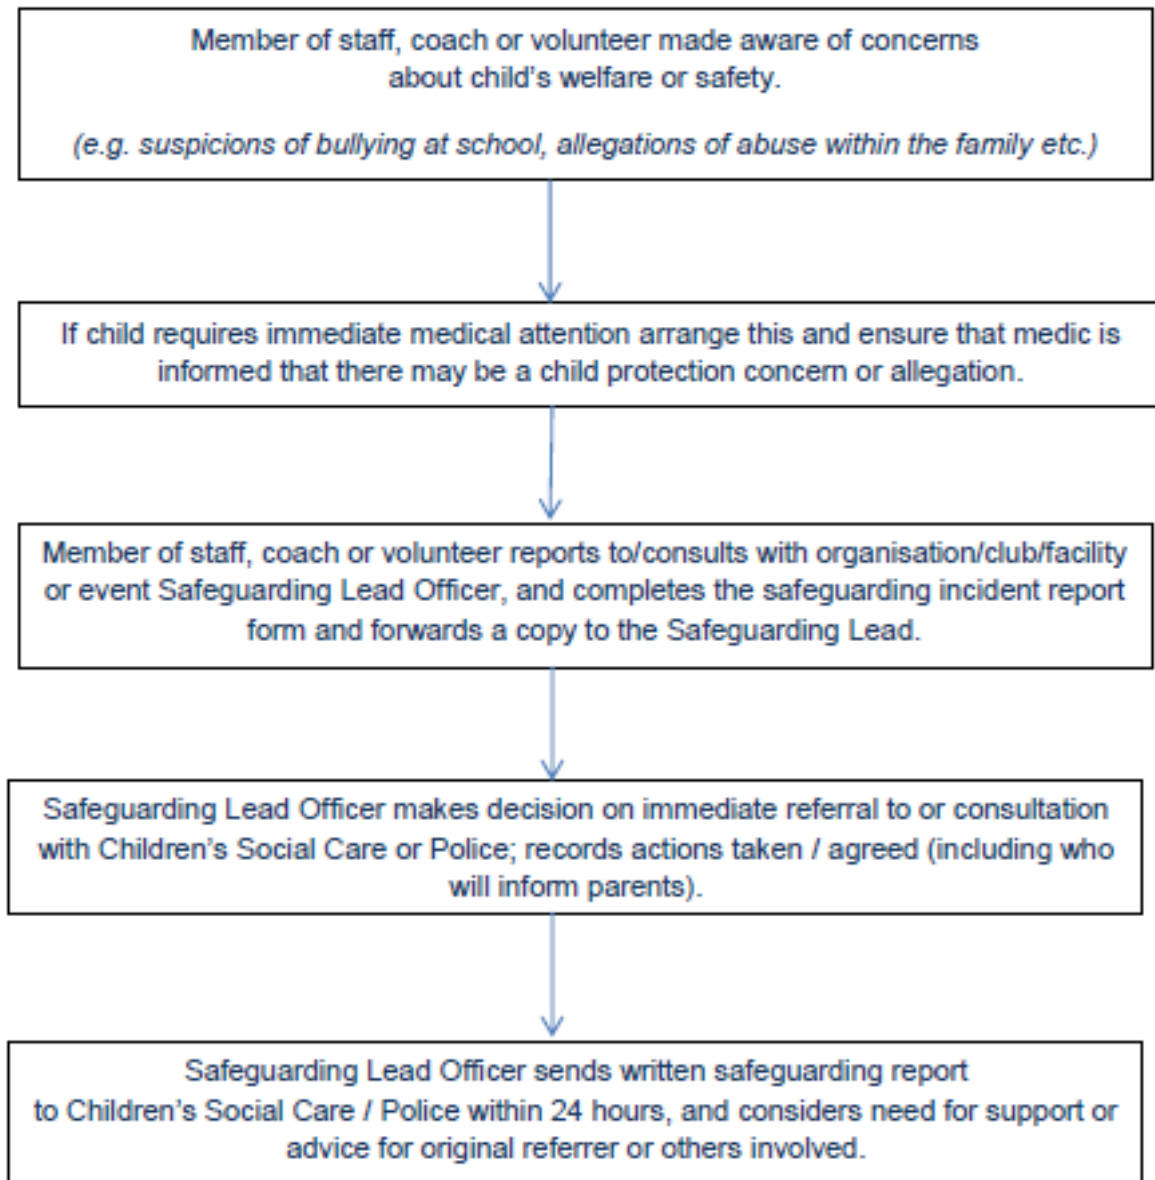 Member of staff, coach or volunteer made aware of concerns
about child's welfare or safety.
(e.g. suspicions of bullying at school, allegations of abuse within the family etc.)
If child requires immediate medical attention arrange this and ensure that medic is
informed that there may be a child protection concern or allegation.
Member of staff, coach or volunteer reports to/consults with organisation/club/facility
or event Safeguarding Lead Officer, and completes the safeguarding incident report
form and forwards a copy to the Safeguarding Lead.
Safeguarding Lead Officer makes decision on immediate referral to or consultation
with Children's Social Care or Police; records actions taken / agreed (including who
will inform parents).
Safeguarding Lead Officer sends written safeguarding report
to Children's Social Care / Police within 24 hours, and considers need for support or
advice for original referrer or others involved.